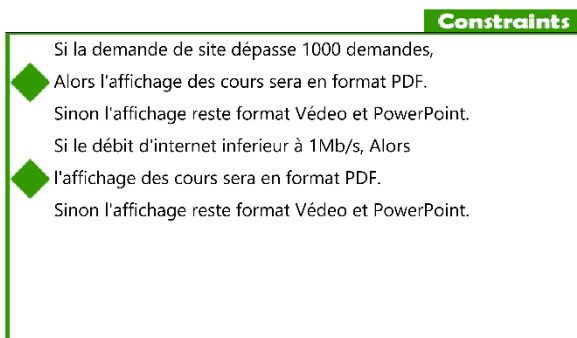 Constraints
Si la demande de site dépasse 1000 demandes,
Alors l'affichage des cours sera en format PDF.
Sinon l'affichage reste format Védeo et PowerPoint.
Si le débit d'internet inferieur à 1Mb/s, Alors
l'affichage des cours sera en format PDF.
Sinon l'affichage reste format Védeo et PowerPoint.